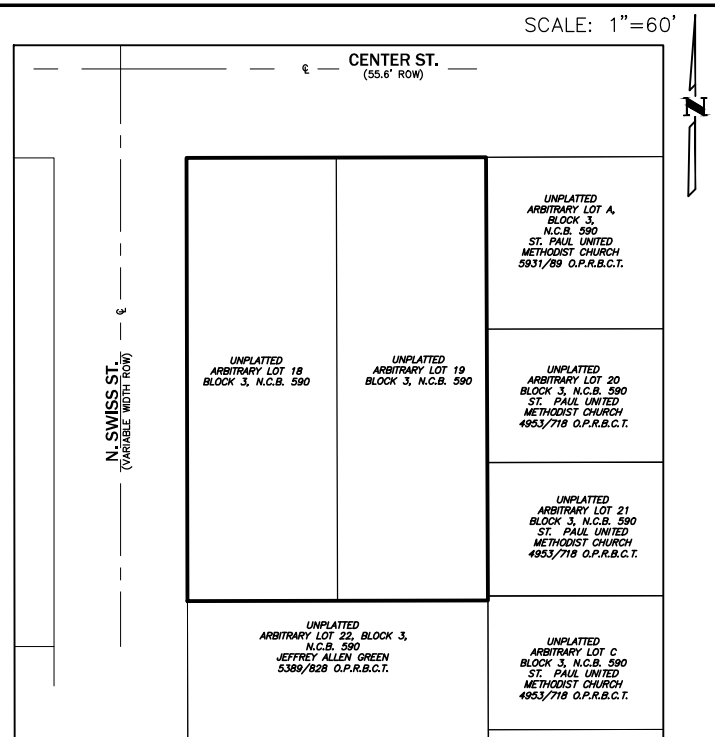 SCALE: 1"=60'
N
CENTER ST.
℄
(55.6' ROW)
UNPLATTED
ARBITRARY LOT A,
BLOCK 3,
N.C.B. 590
ST. PAUL UNITED
METHODIST CHURCH
5931/89 O.P.R.B.C.T.
℄
N. SWISS ST.
(VARIABLE WIDTH ROW)
UNPLATTED
ARBITRARY LOT 18
BLOCK 3, N.C.B. 590
UNPLATTED
ARBITRARY LOT 19
BLOCK 3, N.C.B. 590
UNPLATTED
ARBITRARY LOT 20
BLOCK 3, N.C.B. 590
ST. PAUL UNITED
METHODIST CHURCH
4953/718 O.P.R.B.C.T.
UNPLATTED
ARBITRARY LOT 21
BLOCK 3, N.C.B. 590
ST. PAUL UNITED
METHODIST CHURCH
4953/718 O.P.R.B.C.T.
UNPLATTED
ARBITRARY LOT 22, BLOCK 3,
N.C.B. 590
JEFFREY ALLEN GREEN
5389/828 O.P.R.B.C.T.
UNPLATTED
ARBITRARY LOT C
BLOCK 3, N.C.B. 590
ST. PAUL UNITED
METHODIST CHURCH
4953/718 O.P.R.B.C.T.